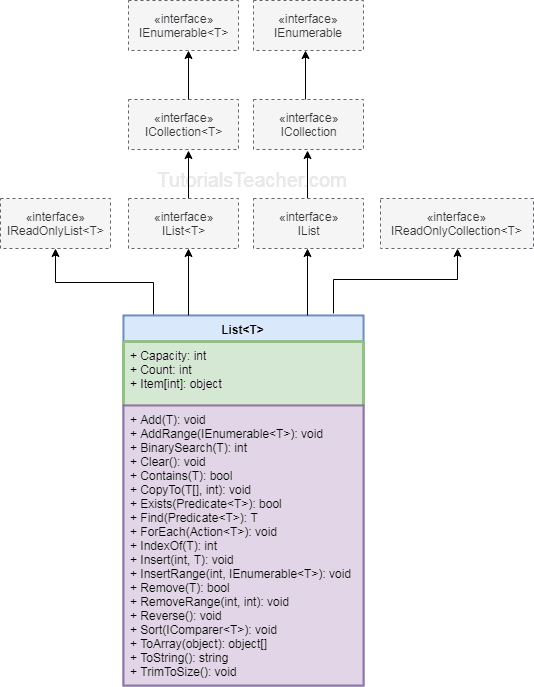 «interface»
IEnumerable<T>
«interface»
IEnumerable
«interface»
ICollection<T>
«interface»
ICollection
TutorialsTeacher.com
«interface»
IReadOnlyList<T>
«interface»
IList<T>
«interface»
IList
«interface»
IReadOnlyCollection<T>
List<T>
+ Capacity: int
+ Count: int
+ Item[int]: object
+ Add(T): void
+ AddRange(IEnumerable<T>): void
+ BinarySearch(T): int
+ Clear(): void
+ Contains(T): bool
+ CopyTo(T[], int): void
+ Exists(Predicate<T>): bool
+ Find(Predicate<T>): T
+ ForEach(Action<T>): void
+ IndexOf(T): int
+ Insert(int, T): void
+ InsertRange(int, IEnumerable<T>): void
+ Remove(T): bool
+ RemoveRange(int, int): void
+ Reverse(): void
+ Sort(IComparer<T>): void
+ ToArray(object): object[]
+ ToString(): string
+ TrimToSize(): void